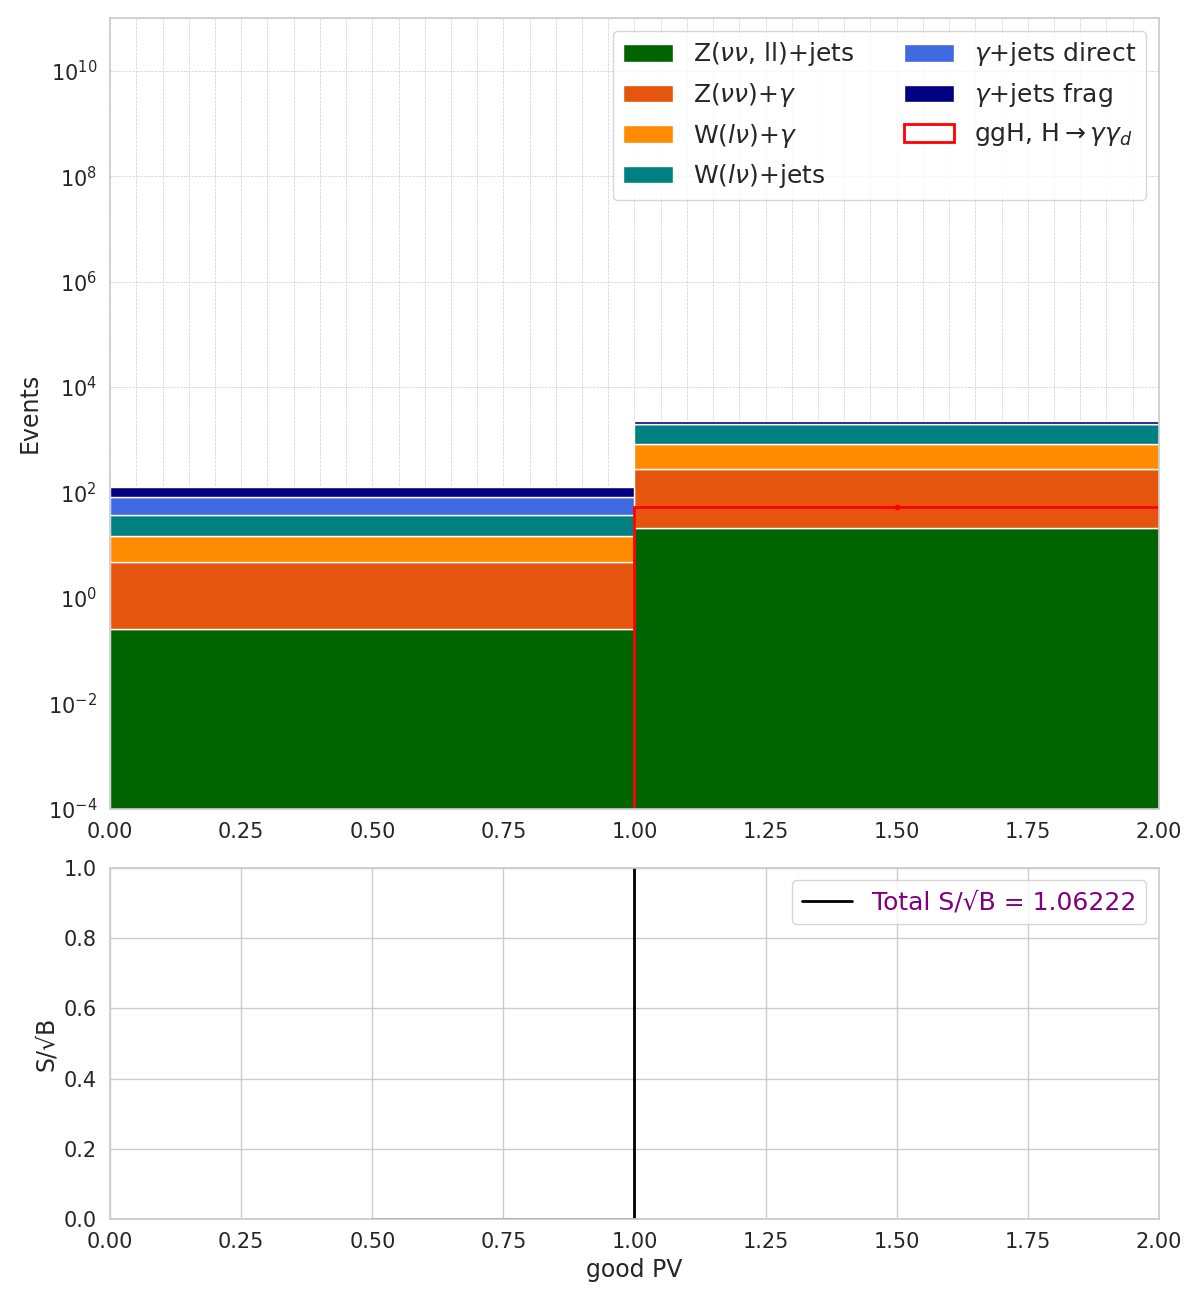 Z(νν, ll)+jets
Z(νν)+γ
W(lν)+γ
W(lν)+jets
γ+jets direct
γ+jets frag
ggH, H→γγ_d
Events
10^10
10^8
10^6
10^4
10^2
10^0
10^−2
10^−4
0.00 0.25 0.50 0.75 1.00 1.25 1.50 1.75 2.00
Total S/√B = 1.06222
S/√B
1.0
0.8
0.6
0.4
0.2
0.0
0.00 0.25 0.50 0.75 1.00 1.25 1.50 1.75 2.00
good PV